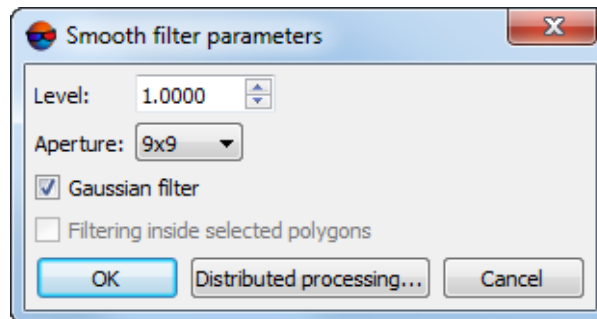 Smooth filter parameters
Level: 1.0000
Aperture: 9x9
Gaussian filter
Filtering inside selected polygons
OK Distributed processing... Cancel